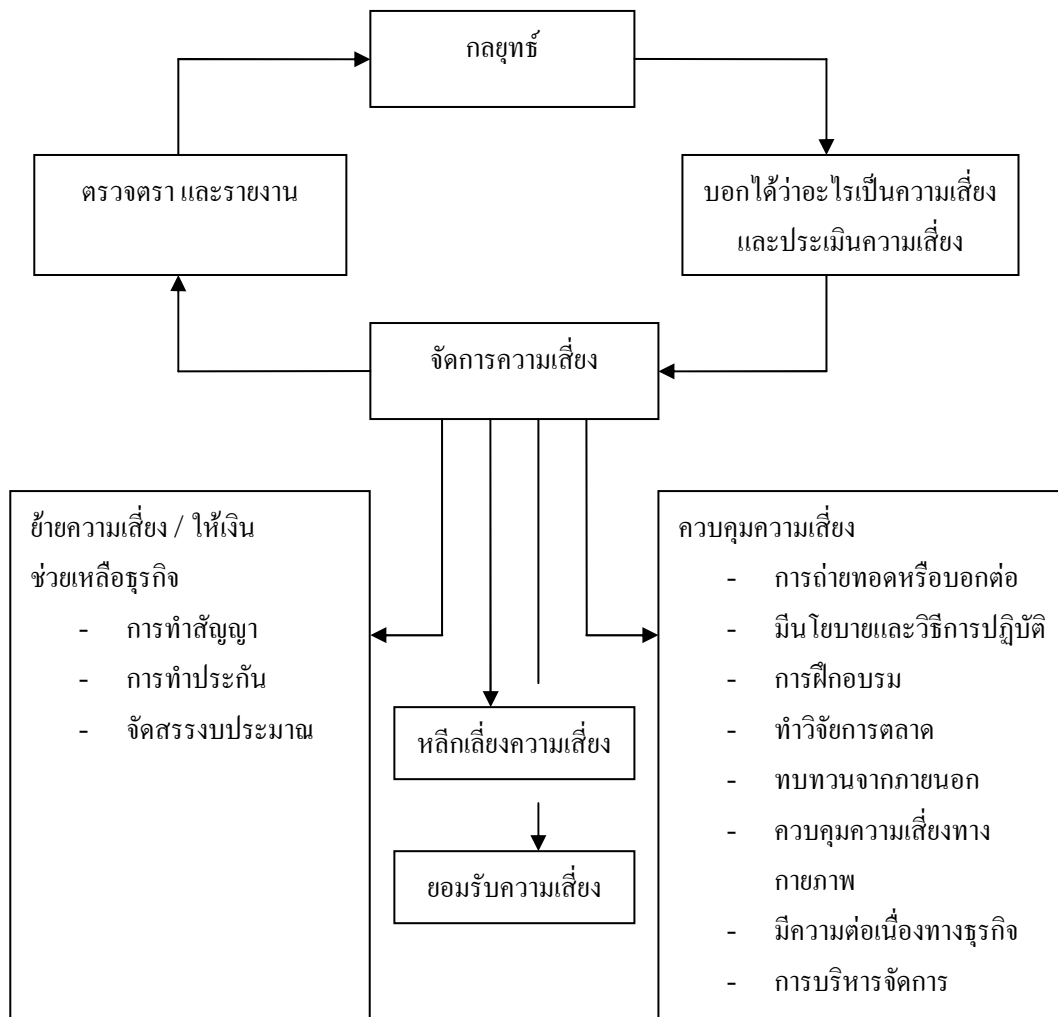 กลยุทธ์
ตรวจตรา และรายงาน
บอกได้ว่าอะไรเป็นความเสี่ยง
และประเมินความเสี่ยง
จัดการความเสี่ยง
ย้ายความเสี่ยง / ให้เงิน
ช่วยเหลือธุรกิจ
- การทำสัญญา
- การทำประกัน
- จัดสรรงบประมาณ
หลีกเลี่ยงความเสี่ยง
ยอมรับความเสี่ยง
ควบคุมความเสี่ยง
- การถ่ายทอดหรือบอกต่อ
- มีนโยบายและวิธีการปฏิบัติ
- การฝึกอบรม
- ทำวิจัยการตลาด
- ทบทวนจากภายนอก
- ควบคุมความเสี่ยงทาง
กายภาพ
- มีความต่อเนื่องทางธุรกิจ
- การบริหารจัดการ